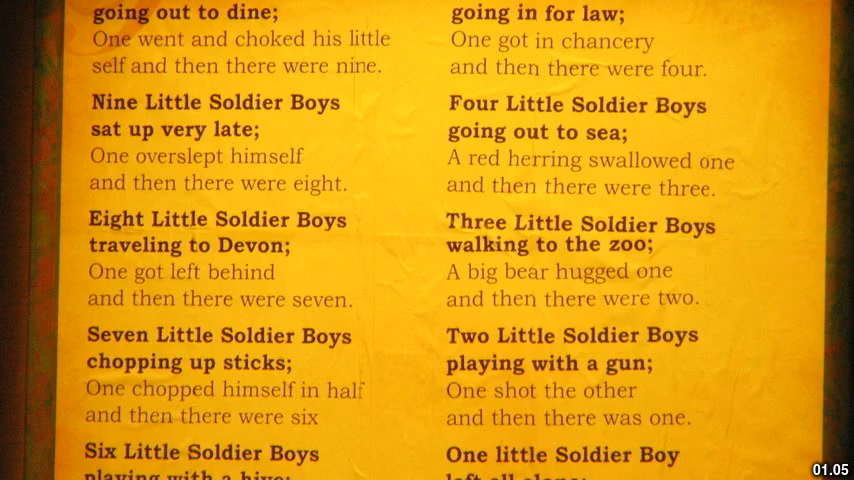 going out to dine;
One went and choked his little
self and then there were nine.
Nine Little Soldier Boys
sat up very late;
One overslept himself
and then there were eight.
Eight Little Soldier Boys
traveling to Devon;
One got left behind
and then there were seven.
Seven Little Soldier Boys
chopping up sticks;
One chopped himself in half
and then there were six
Six Little Soldier Boys
playing with a hive;
going in for law;
One got in chancery
and then there were four.
Four Little Soldier Boys
going out to sea;
A red herring swallowed one
and then there were three.
Three Little Soldier Boys
walking to the zoo;
A big bear hugged one
and then there were two.
Two Little Soldier Boys
playing with a gun;
One shot the other
and then there was one.
One little Soldier Boy
left all alone;
01.05